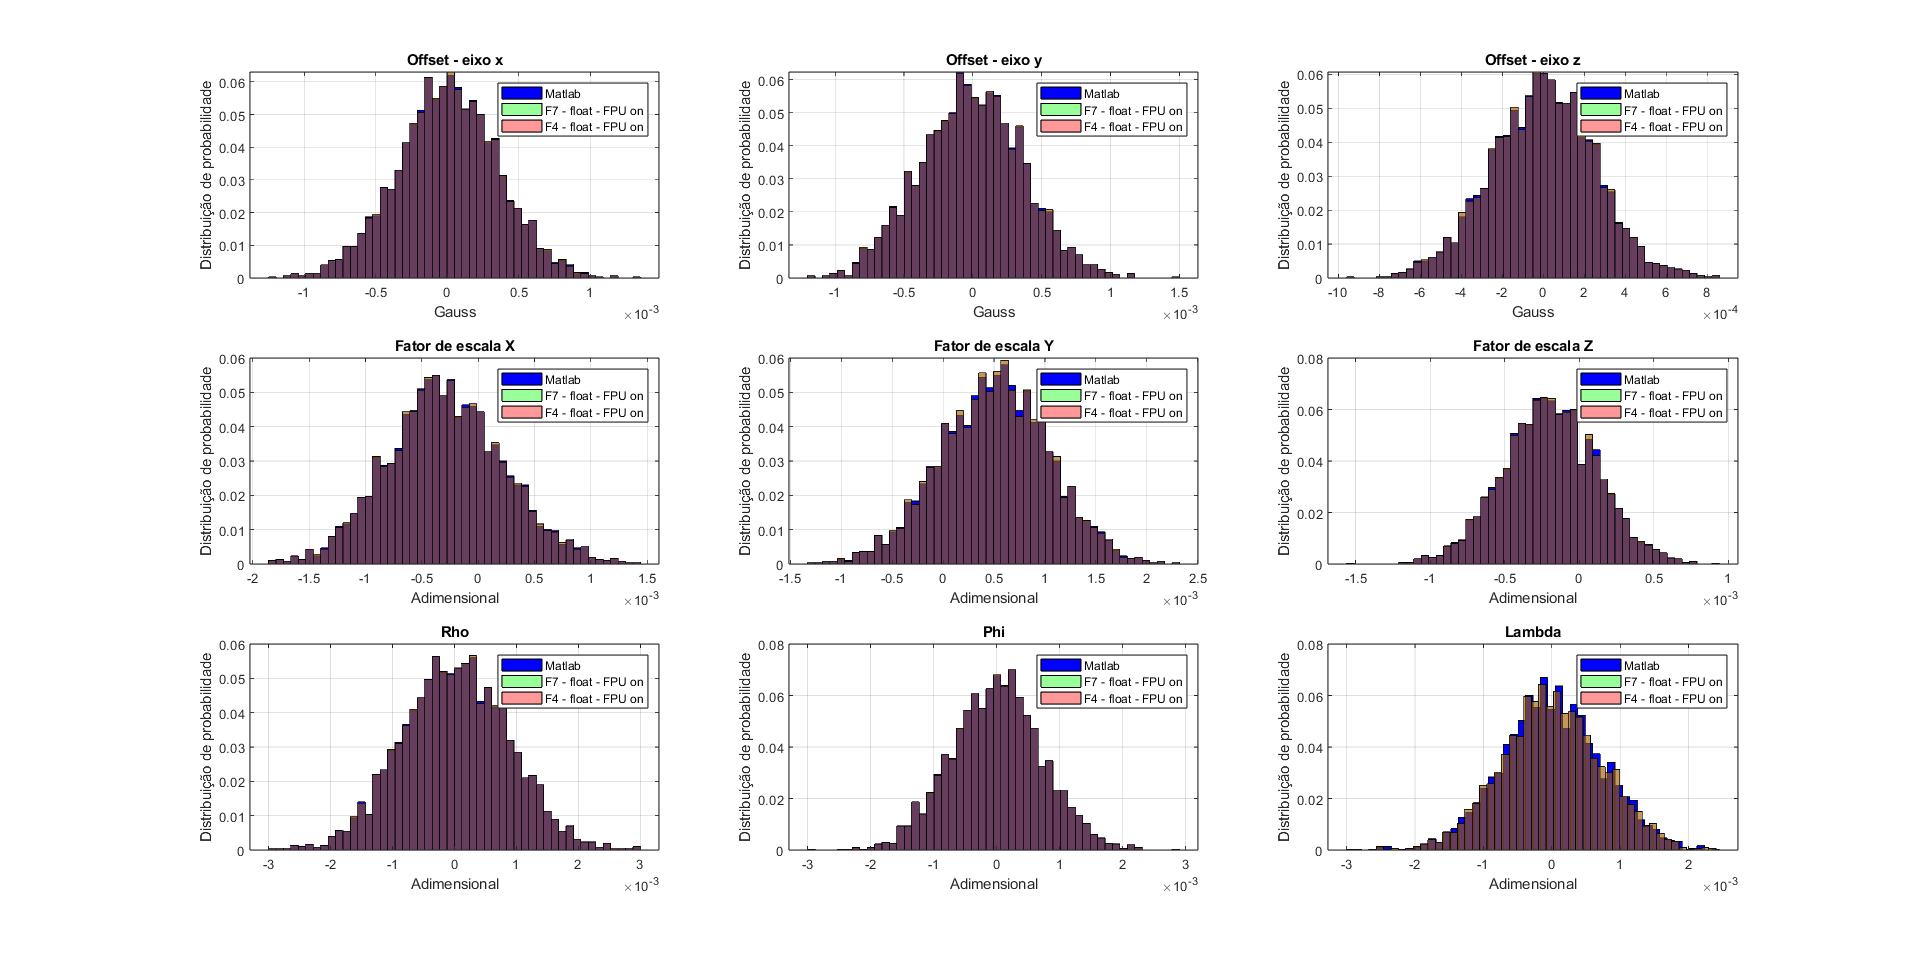 Offset - eixo x
Distribuição de probabilidade
0.06
0.05
0.04
0.03
0.02
0.01
0
Matlab
F7 - float - FPU on
F4 - float - FPU on
-1 -0.5 0 0.5 1
Gauss
×10-3
Offset - eixo y
Distribuição de probabilidade
0.06
0.05
0.04
0.03
0.02
0.01
0
Matlab
F7 - float - FPU on
F4 - float - FPU on
-1 -0.5 0 0.5 1 1.5
Gauss
×10-3
Offset - eixo z
Distribuição de probabilidade
0.06
0.05
0.04
0.03
0.02
0.01
0
Matlab
F7 - float - FPU on
F4 - float - FPU on
-10 -8 -6 -4 -2 0 2 4 6 8
Gauss
×10-4
Fator de escala X
Distribuição de probabilidade
0.06
0.05
0.04
0.03
0.02
0.01
0
Matlab
F7 - float - FPU on
F4 - float - FPU on
-2 -1.5 -1 -0.5 0 0.5 1 1.5
Adimensional
×10-3
Fator de escala Y
Distribuição de probabilidade
0.06
0.05
0.04
0.03
0.02
0.01
0
Matlab
F7 - float - FPU on
F4 - float - FPU on
-1.5 -1 -0.5 0 0.5 1 1.5 2 2.5
Adimensional
×10-3
Fator de escala Z
Distribuição de probabilidade
0.08
0.06
0.04
0.02
0
Matlab
F7 - float - FPU on
F4 - float - FPU on
-1.5 -1 -0.5 0 0.5 1
Adimensional
×10-3
Rho
Distribuição de probabilidade
0.06
0.05
0.04
0.03
0.02
0.01
0
Matlab
F7 - float - FPU on
F4 - float - FPU on
-3 -2 -1 0 1 2 3
Adimensional
×10-3
Phi
Distribuição de probabilidade
0.08
0.06
0.04
0.02
0
Matlab
F7 - float - FPU on
F4 - float - FPU on
-3 -2 -1 0 1 2 3
Adimensional
×10-3
Lambda
Distribuição de probabilidade
0.08
0.06
0.04
0.02
0
Matlab
F7 - float - FPU on
F4 - float - FPU on
-3 -2 -1 0 1 2
Adimensional
×10-3